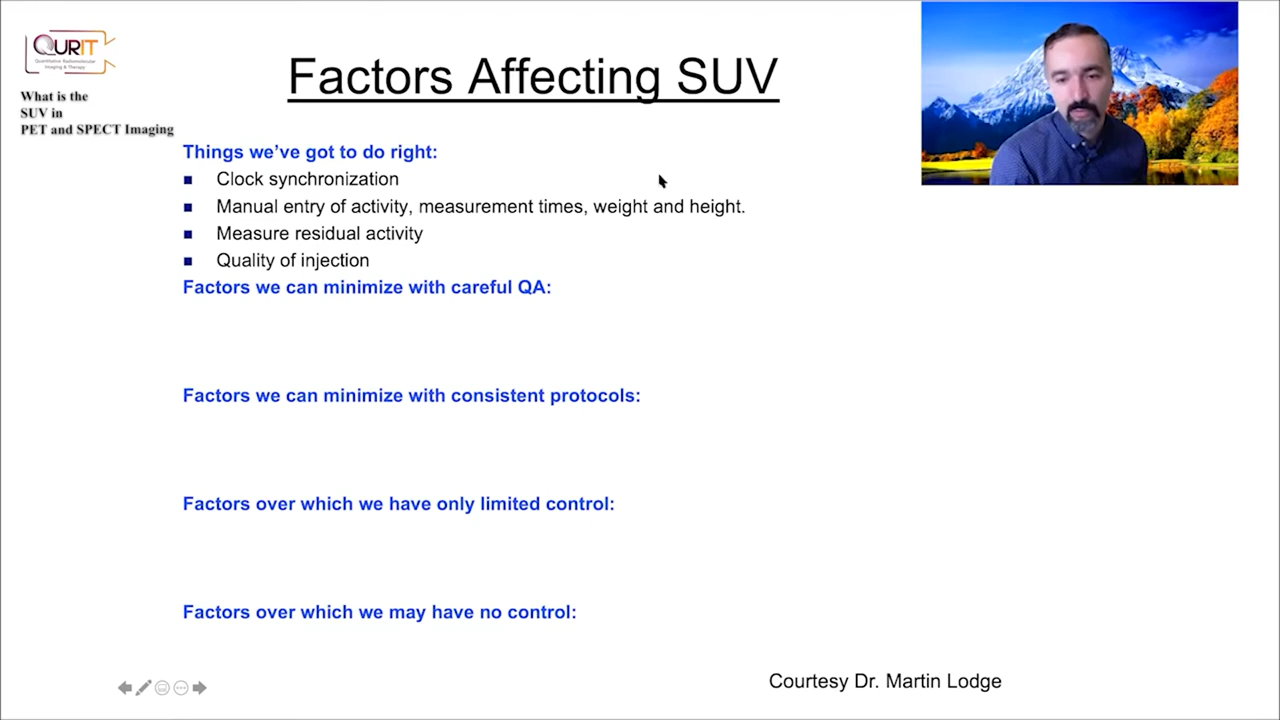 QURIT
Quantitative Radiomolecular
Imaging & Therapy
What is the
SUV in
PET and SPECT Imaging
Factors Affecting SUV
Things we've got to do right:
Clock synchronization
Manual entry of activity, measurement times, weight and height.
Measure residual activity
Quality of injection
Factors we can minimize with careful QA:
Factors we can minimize with consistent protocols:
Factors over which we have only limited control:
Factors over which we may have no control:
Courtesy Dr. Martin Lodge